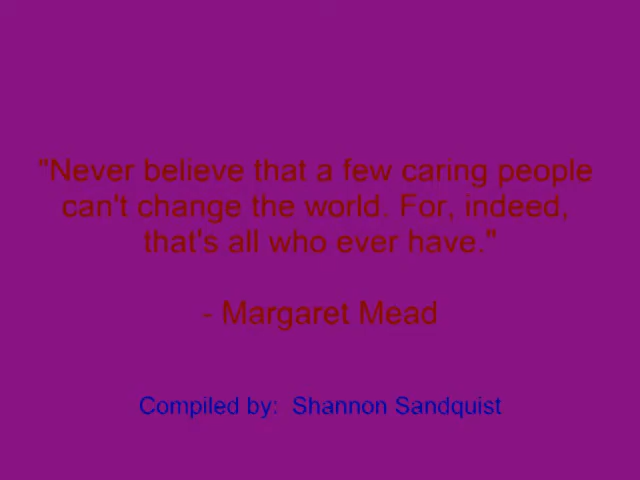 "Never believe that a few caring people
can't change the world. For, indeed,
that's all who ever have."
- Margaret Mead
Compiled by:  Shannon Sandquist